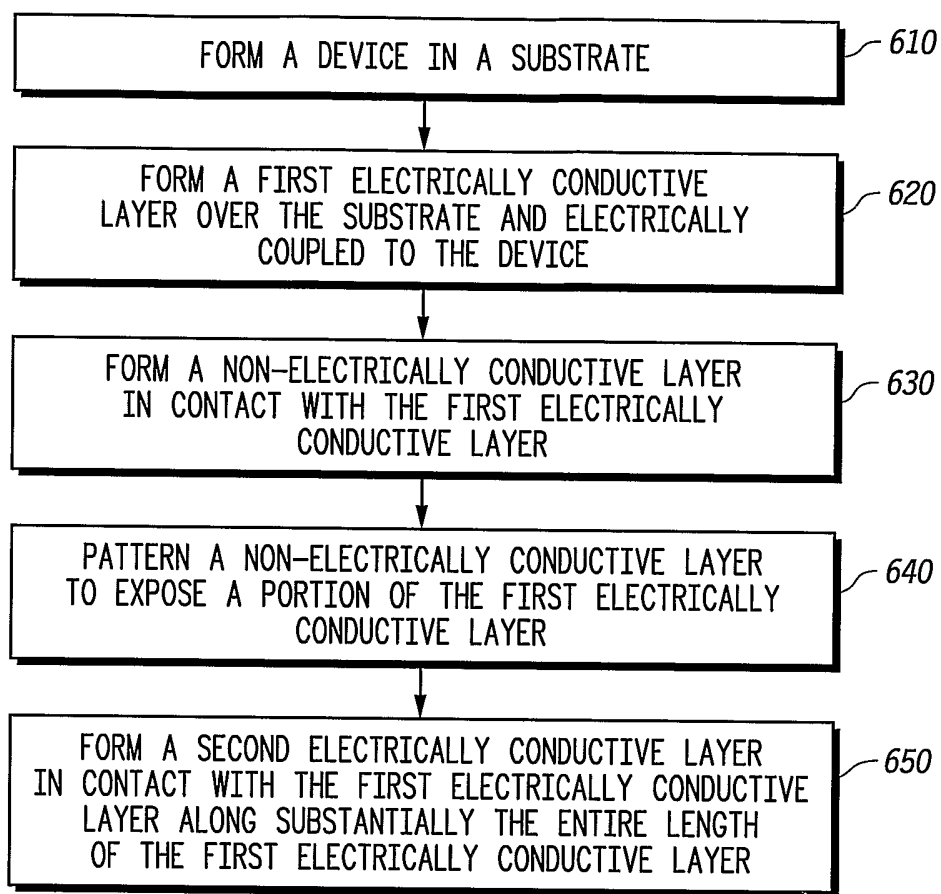 FORM A DEVICE IN A SUBSTRATE
610
FORM A FIRST ELECTRICALLY CONDUCTIVE
LAYER OVER THE SUBSTRATE AND ELECTRICALLY
COUPLED TO THE DEVICE
620
FORM A NON-ELECTRICALLY CONDUCTIVE LAYER
IN CONTACT WITH THE FIRST ELECTRICALLY
CONDUCTIVE LAYER
630
PATTERN A NON-ELECTRICALLY CONDUCTIVE LAYER
TO EXPOSE A PORTION OF THE FIRST ELECTRICALLY
CONDUCTIVE LAYER
640
FORM A SECOND ELECTRICALLY CONDUCTIVE LAYER
IN CONTACT WITH THE FIRST ELECTRICALLY CONDUCTIVE
LAYER ALONG SUBSTANTIALLY THE ENTIRE LENGTH
OF THE FIRST ELECTRICALLY CONDUCTIVE LAYER
650